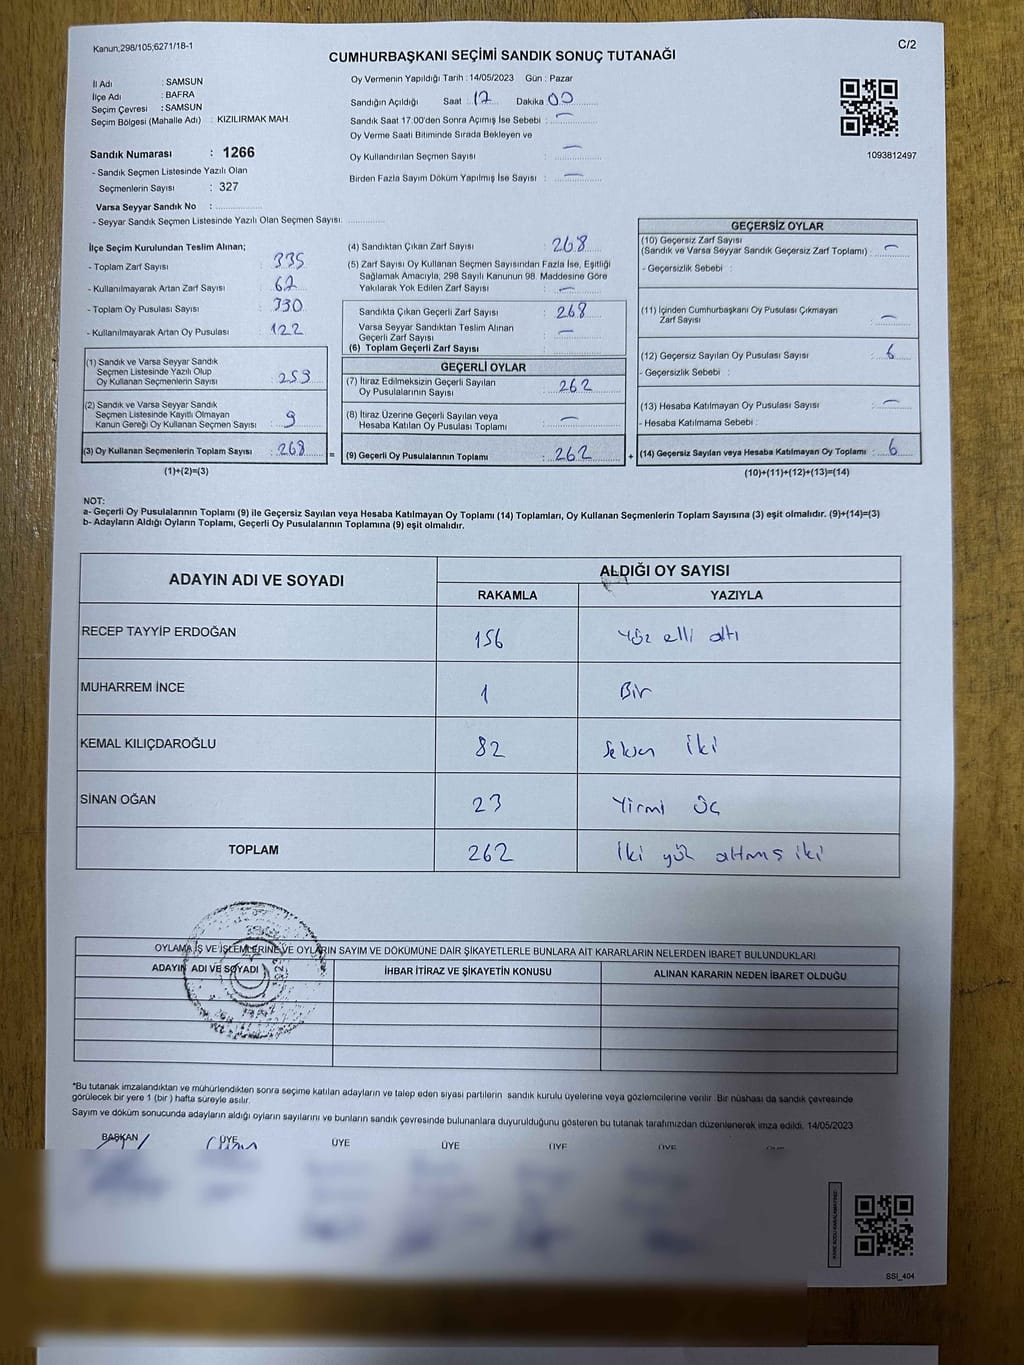 Kanun;298/105;6271/18-1
C/2
CUMHURBAŞKANI SEÇİMİ SANDIK SONUÇ TUTANAĞI
İl Adı : SAMSUN
İlçe Adı : BAFRA
Seçim Çevresi : SAMSUN
Seçim Bölgesi (Mahalle Adı) : KIZILIRMAK MAH.
Sandık Numarası : 1266
- Sandık Seçmen Listesinde Yazılı Olan
Seçmenlerin Sayısı : 327
Varsa Seyyar Sandık No :
- Seyyar Sandık Seçmen Listesinde Yazılı Olan Seçmen Sayısı:
Oy Vermenin Yapıldığı Tarih : 14/05/2023 Gün : Pazar
Sandığın Açıldığı Saat : 17 Dakika 00
Sandık Saat 17.00'den Sonra Açımış İse Sebebi : —
Oy Verme Saati Bitiminde Sırada Bekleyen ve
Oy Kullandırılan Seçmen Sayısı : —
Birden Fazla Sayım Döküm Yapılmış İse Sayısı : —
1093812497
İlçe Seçim Kurulundan Teslim Alınan;
- Toplam Zarf Sayısı : 335
- Kullanılmayarak Artan Zarf Sayısı : 67
- Toplam Oy Pusulası Sayısı : 330
- Kullanılmayarak Artan Oy Pusulası : 122
(1) Sandık ve Varsa Seyyar Sandık
Seçmen Listesinde Yazılı Olup
Oy Kullanan Seçmenlerin Sayısı : 259
(2) Sandık ve Varsa Seyyar Sandık
Seçmen Listesinde Kayıtlı Olmayan
Kanun Gereği Oy Kullanan Seçmen Sayısı : 9
(3) Oy Kullanan Seçmenlerin Toplam Sayısı : 268 =
(1)+(2)=(3)
(4) Sandıktan Çıkan Zarf Sayısı : 268
(5) Zarf Sayısı Oy Kullanan Seçmen Sayısından Fazla İse, Eşitliği
Sağlamak Amacıyla, 298 Sayılı Kanunun 98. Maddesine Göre
Yakılarak Yok Edilen Zarf Sayısı : —
Sandıkta Çıkan Geçerli Zarf Sayısı : 268
Varsa Seyyar Sandıktan Teslim Alınan
Geçerli Zarf Sayısı : —
(6) Toplam Geçerli Zarf Sayısı :
GEÇERLİ OYLAR
(7) İtiraz Edilmeksizin Geçerli Sayılan
Oy Pusulalarının Sayısı : 262
(8) İtiraz Üzerine Geçerli Sayılan veya
Hesaba Katılan Oy Pusulası Toplamı : —
(9) Geçerli Oy Pusulalarının Toplamı : 262 +
GEÇERSİZ OYLAR
(10) Geçersiz Zarf Sayısı
(Sandık ve Varsa Seyyar Sandık Geçersiz Zarf Toplamı) : —
- Geçersizlik Sebebi :
(11) İçinden Cumhurbaşkanı Oy Pusulası Çıkmayan
Zarf Sayısı : —
(12) Geçersiz Sayılan Oy Pusulası Sayısı : 6
- Geçersizlik Sebebi :
(13) Hesaba Katılmayan Oy Pusulası Sayısı : —
- Hesaba Katılmama Sebebi :
(14) Geçersiz Sayılan veya Hesaba Katılmayan Oy Toplamı : 6
(10)+(11)+(12)+(13)=(14)
NOT:
a- Geçerli Oy Pusulalarının Toplamı (9) ile Geçersiz Sayılan veya Hesaba Katılmayan Oy Toplamı (14) Toplamları, Oy Kullanan Seçmenlerin Toplam Sayısına (3) eşit olmalıdır. (9)+(14)=(3)
b- Adayların Aldığı Oyların Toplamı, Geçerli Oy Pusulalarının Toplamına (9) eşit olmalıdır.
ADAYIN ADI VE SOYADI
ALDIĞI OY SAYISI
RAKAMLA YAZIYLA
RECEP TAYYİP ERDOĞAN 156 Yüz elli altı
MUHARREM İNCE 1 Bir
KEMAL KILIÇDAROĞLU 82 Seksen iki
SİNAN OĞAN 23 Yirmi Üç
TOPLAM 262 İki yüz altmış iki
OYLAMA İŞ VE İŞLEMLERİNE VE OYLARIN SAYIM VE DÖKÜMÜNE DAİR ŞİKAYETLERLE BUNLARA AİT KARARLARIN NELERDEN İBARET BULUNDUKLARI
ADAYIN ADI VE SOYADI İHBAR İTİRAZ VE ŞİKAYETİN KONUSU ALINAN KARARIN NEDEN İBARET OLDUĞU
*Bu tutanak imzalandıktan ve mühürlendikten sonra seçime katılan adayların ve talep eden siyasi partilerin sandık kurulu üyelerine veya gözlemcilerine verilir. Bir nüshası da sandık çevresinde
görülecek bir yere 1 (bir) hafta süreyle asılır.
Sayım ve döküm sonucunda adayların aldığı oyların sayılarını ve bunların sandık çevresinde bulunanlara duyurulduğunu gösteren bu tutanak tarafımızdan düzenlenerek imza edildi. 14/05/2023
BAŞKAN ÜYE ÜYE ÜYE ÜYE ÜYE
SSI_404